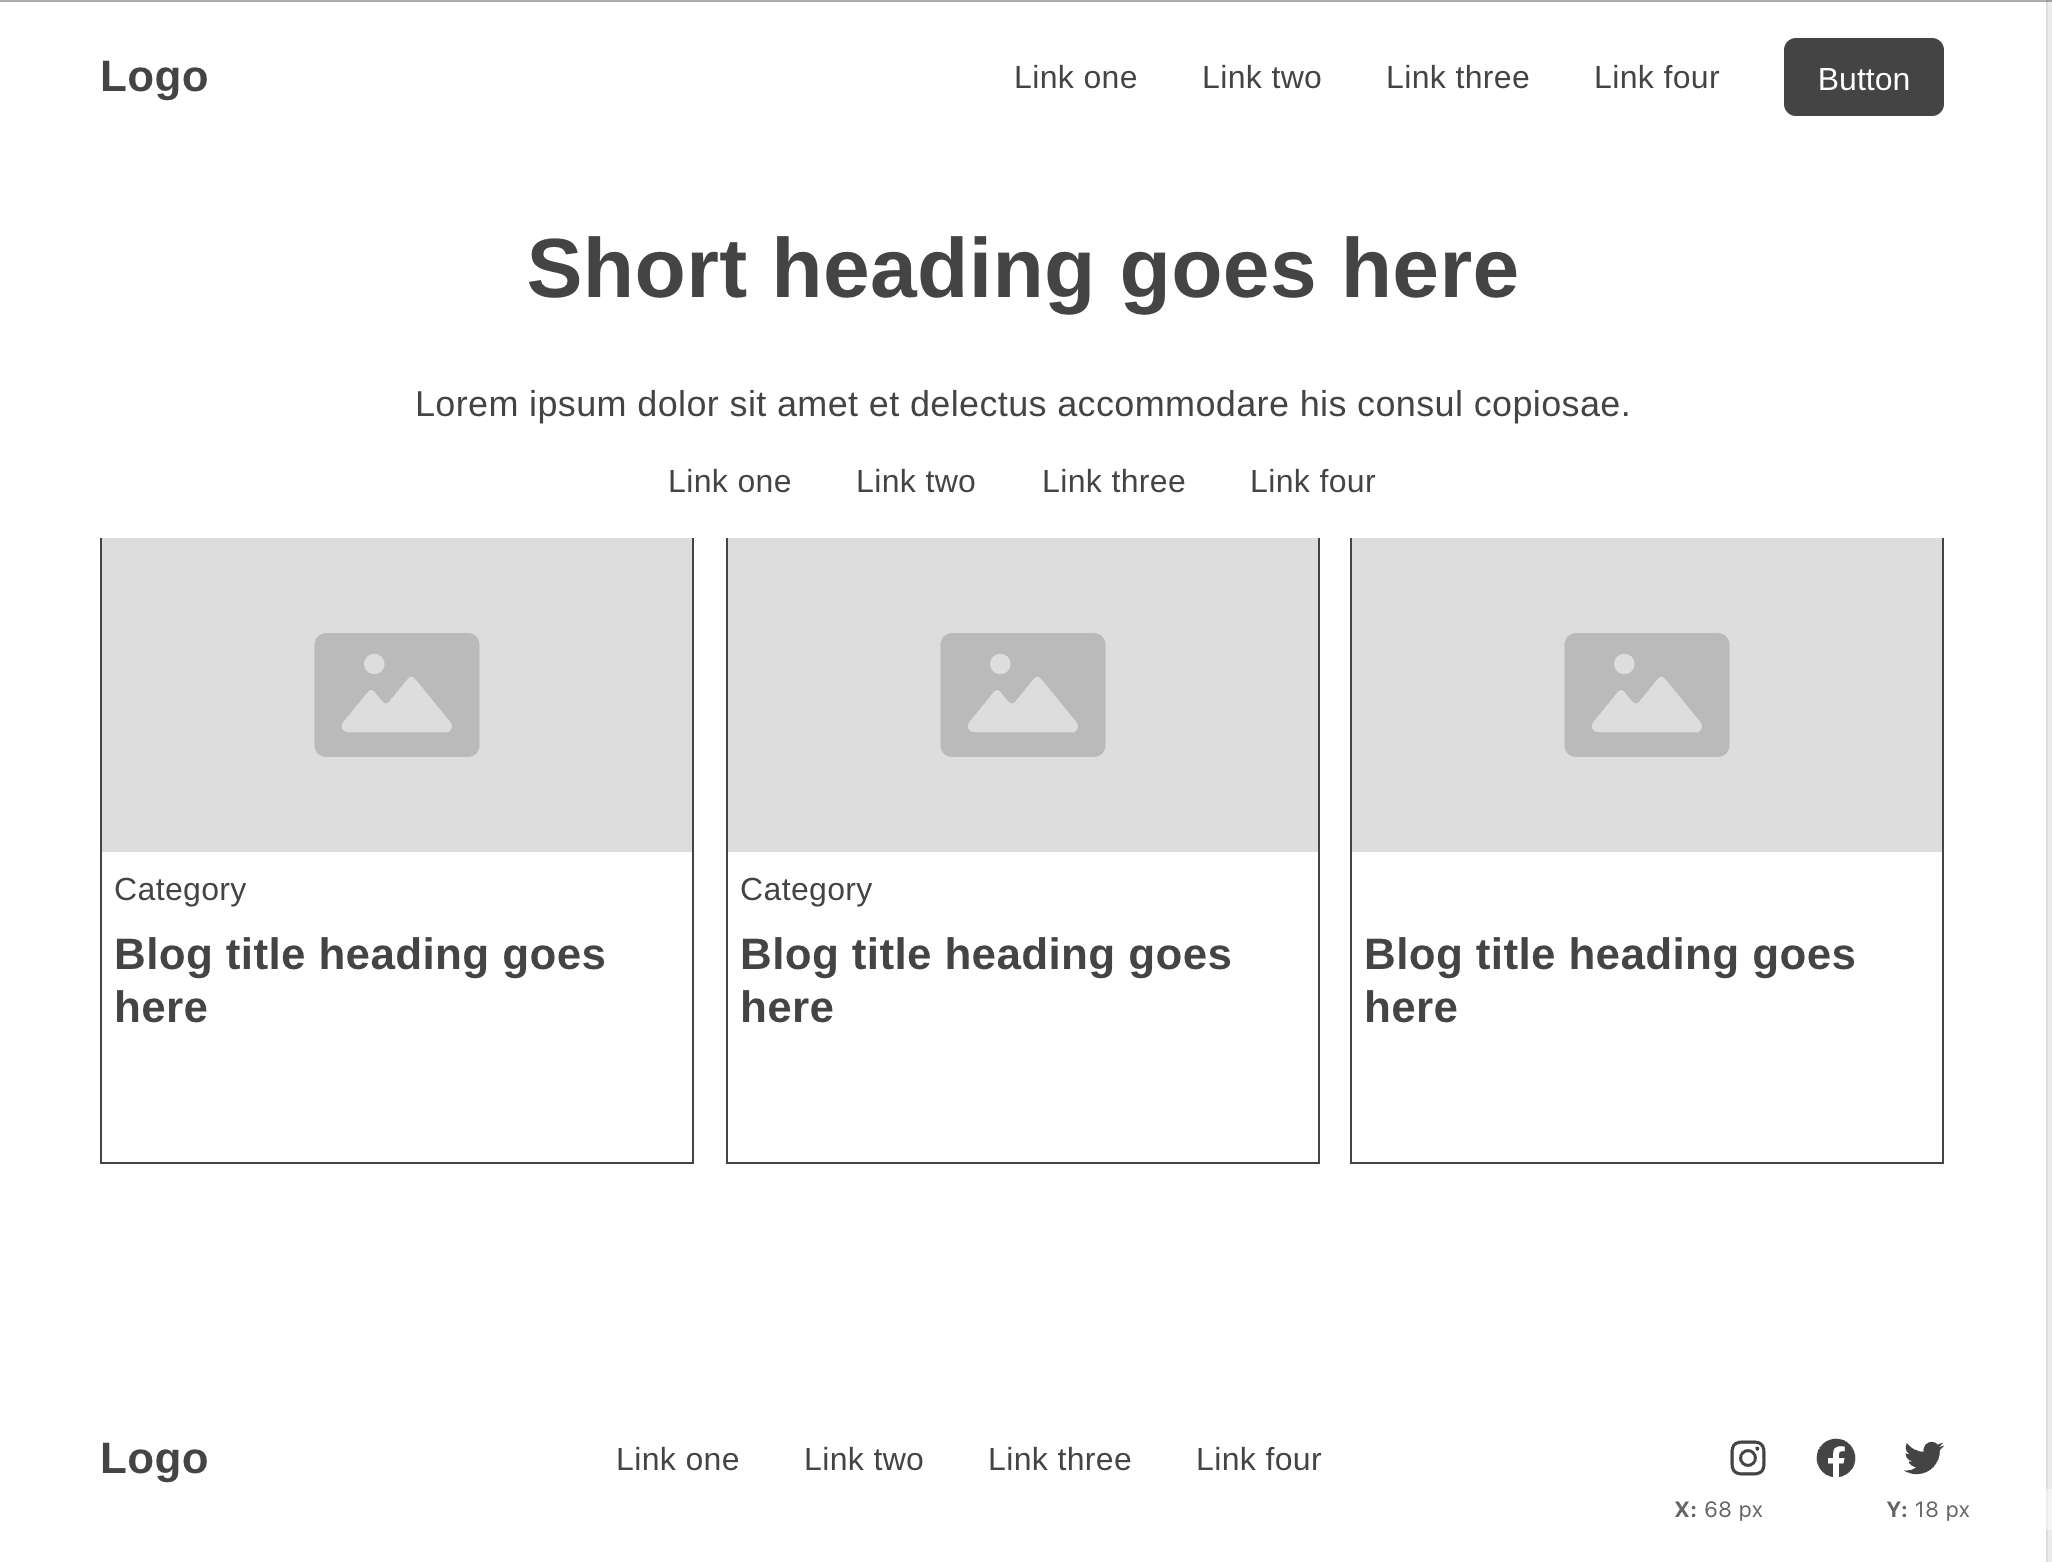 Logo
Link one
Link two
Link three
Link four
Button
Short heading goes here
Lorem ipsum dolor sit amet et delectus accommodare his consul copiosae.
Link one
Link two
Link three
Link four
Category
Blog title heading goes
here
Category
Blog title heading goes
here
Blog title heading goes
here
Logo
Link one
Link two
Link three
Link four
X: 68 px
Y: 18 px